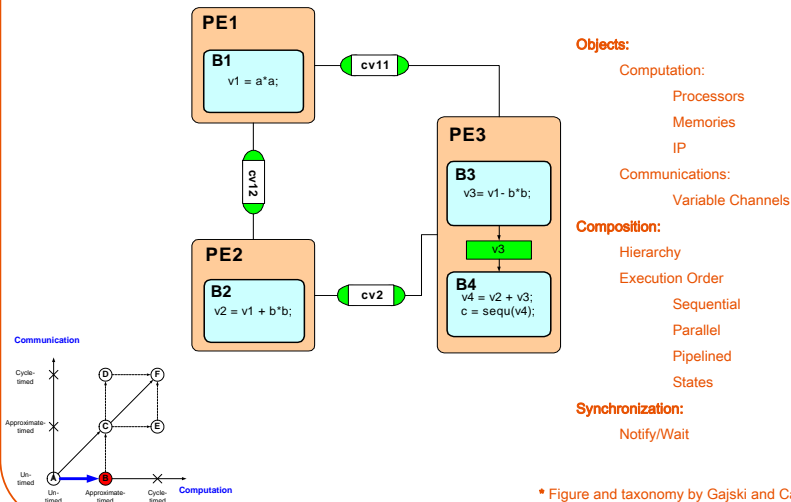 PE1
B1
v1 = a*a;
cv11
cv12
PE2
B2
v2 = v1 + b*b;
cv2
PE3
B3
v3= v1- b*b;
v3
B4
v4 = v2 + v3;
c = sequ(v4);
Objects:
Computation:
Processors
Memories
IP
Communications:
Variable Channels
Composition:
Hierarchy
Execution Order
Sequential
Parallel
Pipelined
States
Synchronization:
Notify/Wait
Communication
Cycle-
timed
Approximate-
timed
Un-
timed
D
F
C
E
A
B
Un-
timed
Approximate-
timed
Cycle-
timed
Computation
* Figure and taxonomy by Gajski and